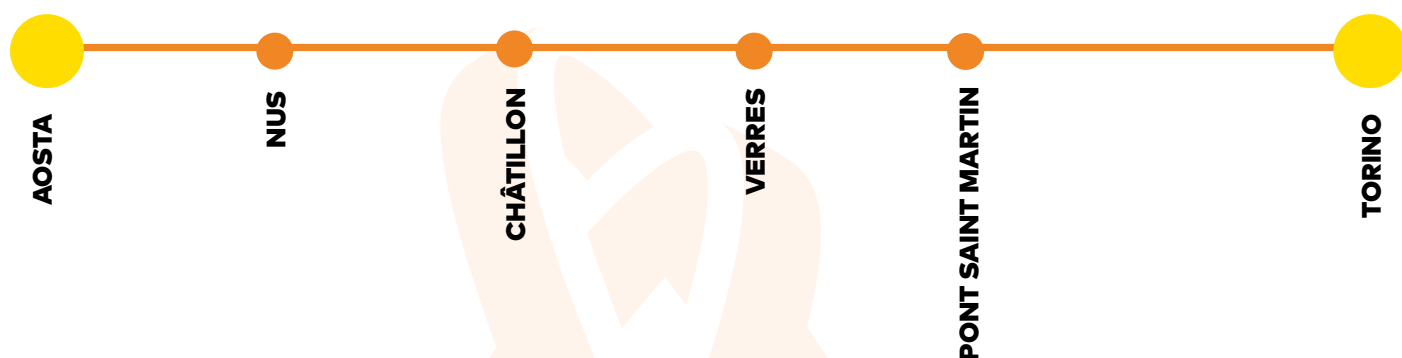 AOSTA
NUS
CHÂTILLON
VERRES
PONT SAINT MARTIN
TORINO